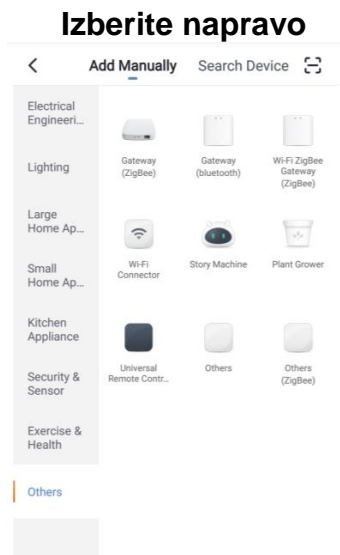 Izberite napravo
Add Manually Search Device
Electrical
Engineeri...
Lighting
Large
Home Ap...
Small
Home Ap...
Kitchen
Appliance
Security &
Sensor
Exercise &
Health
Others
Gateway
(ZigBee)
Gateway
(bluetooth)
Wi-Fi ZigBee
Gateway
(ZigBee)
Wi-Fi
Connector
Story Machine
Plant Grower
Universal
Remote Contr...
Others
Others
(ZigBee)